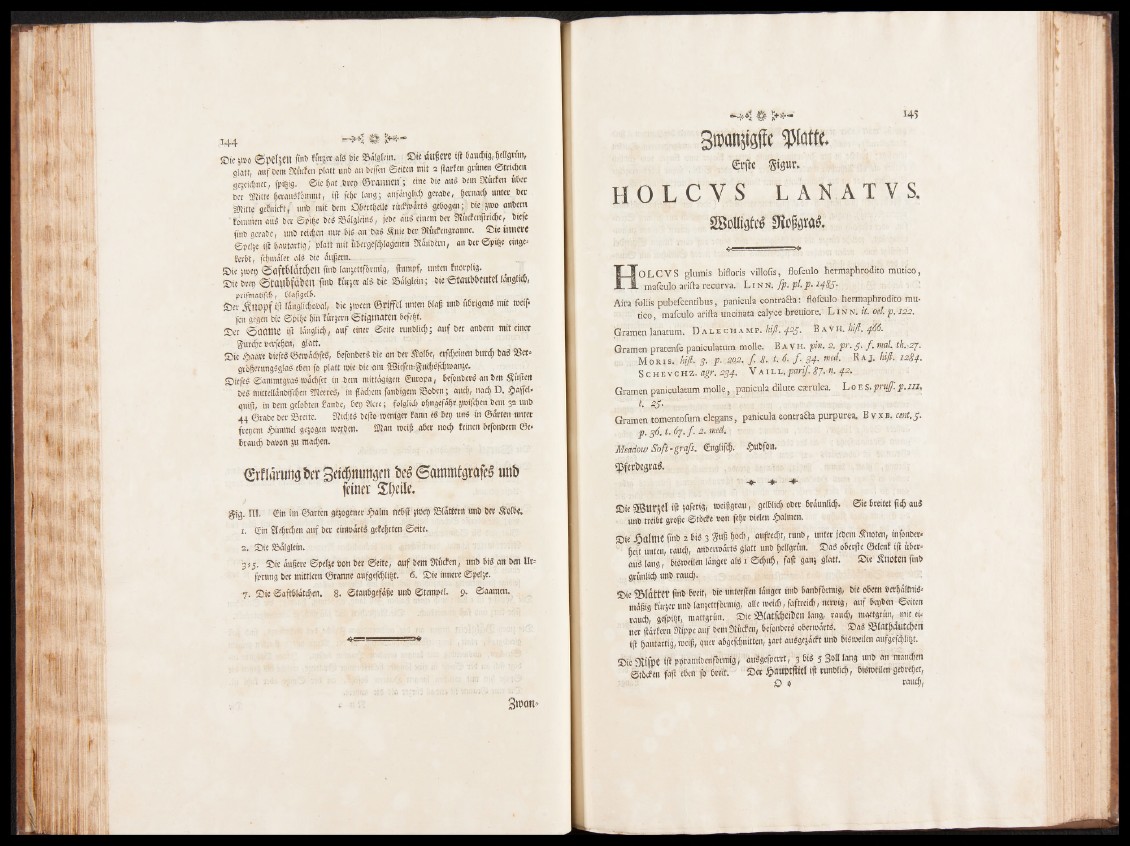 144
Die zwo Spelzen sind kürzer als die Bälglein. Die äußere ist bauchig, hellgrün,
glatt, auf dem Rücken platt und an dessen Seiten mit 2 starken grünen Strichen
gezeichnet, spitzig. Sie hat drey Grannen; eine die aus dem Rücken über
der Mitte herauskömmt, ist sehr lang; anfänglich gerade, hernach unter der
Mitte geknickt, und mit dem Obertheile rückwärts gebogen; die zwo andern
kommen aus der Spitze des Bälgleins, jede aus einem der Rückenstriche, diese
sind gerade, und reichen nur bis an das Knie der Rückengranne. Die innere
Spelze ist hautartig, platt mit übergeschlagenen Rändern, an der Spitze einge-
kerbt, schmäler als die äußern.
Die zwey Saftblätchen sind lanzettförmig, stumpf, unten knorplig.
Die drey Staubfäden sind kürzer als die Bälglein; die Staubbeutel länglich,
prismatisch, blaßgelb.
Der Knopf ist länglichoval, die zween Griffel unten bloß und übrigens mit weis-
sen gegen die Spitze hin kürzern Stigmaten besetzt.
Der Saame ist länglich, auf einer Seite rundlich; auf der andern mit einer
Furche versehen, glatt.
Die Haare dieses Gewächses, besonders die an der Kolbe, erscheinen durch das Ver-
größerungsglas eben so platt wie die am Wiesen-Fuchsschwanze.
Dieses Sammtgras wächset in dem mittägigen Europa, besonders an den Küsten
des mittelländischen Meeres, in flachem sandigem Boden; auch, nach D. Hassel-
quist, in dem gelobten Lande, bey Acre; folglich ohngefähr zwischen dem 32 und
44 Grade der Breite. Nichts desto weniger kann es bey uns in Gärten unter
freyem Himmel gezogen werden. Man weiß aber noch keinen besondern Ge-
brauch davon zu machen.
Erklärung der Zeichnungen des Sammtgrases und
seiner Theile.
Fig. III. Ein im Garten gezogener Halm nebst zwey Blättern und der Kolbe.
1. Ein Aehrchen auf der einwärts gekehrten Seite.
2. Die Bälglein.
3:5. Die äußere Spelze von der Seite, auf dem Rücken, und bis an den Ur-
sprung der mittlern Granne aufgeschlitzt. 6. Die innere Spelze.
7. Die Saftblätchen. 8. Staubgefäße und Stempel. 9. Saamen.
Zwan-
145
Zwanzigste Platte.
Erste Figur.
HOLCVS LANATVS.
Wolligtes Roßgras.
HOLCVS glumis bifloris villosis, flosculo hermaphrodito mutico,
masculo arista recurva. LINN. sp. pl. p. 1485.
Aira foliis pubescentibus, panicula contracta: flosculo hermaphrodito mu-
tico, masculo arista uncinata calyce breuiore. LINN. it. oel. p. 122.
Gramen lanatum. DALECHAMP. hist. 425. BAVH. hist. 466.
Gramen pratense paniculatum molle. BAVH. pin. 2. pr. 5. f. mal. th. 27.
MORIS. hist. 3. p. 202. f. 8. t. 6. f. 34. med. RAJ. hist. 1284.
SCHEVCHZ. agr. 234. VAILL. paris. 87. n. 42.
Gramen paniculatum molle, panicula dilute cærulea. LOES. pruss. p. 111.
t. 25.
Gramen tomentosum elegans, panicula contracta purpurea. BVXB. cent. 5.
p. 36. t. 67. f. 2. med.
Meadow Soft-grass. Englisch. Hudson.
Pferdegras.
Die Wurzel ist zaserig, weißgrau, gelblich oder bräunlich. Sie breitet sich aus
und treibt große Stöcke von sehr vielen Halmen.
Die Halme sind 2 bis 3 Fuß hoch, aufrecht, rund, unter jedem Knoten, insonder-
heit unten, rauch, anderwärts glatt und hellgrün. Das oberste Gelenk ist über-
aus lang, bisweilen länger als 1 Schuh, fast ganz glatt. Die Knoten sind
grünlich und rauch.
Die Blätter sind breit, die untersten länger und bandförmig, die obern verhältnis-
mäßig kürzer und lanzettförmig, alle weich, saftreich, nervig, auf beyden Seiten
rauch, gespitzt, mattgrün. Die Blatscheiden lang, rauch, mattgrün, mit ei-
ner stärkern Rippe auf dem Rücken, besonders oberwärts. Das Blathäutchen
ist hautartig, weiß, quer abgeschnitten, zart ausgezackt und bisweilen aufgeschlitzt.
Die Rispe ist pyramidenförmig, ausgesperrt, 3 bis 5 Zoll lang und an manchen
Stöcken fast eben so breit. Der Hauptstiel ist rundlich, bisweilen gedrehet,
O o rauch,